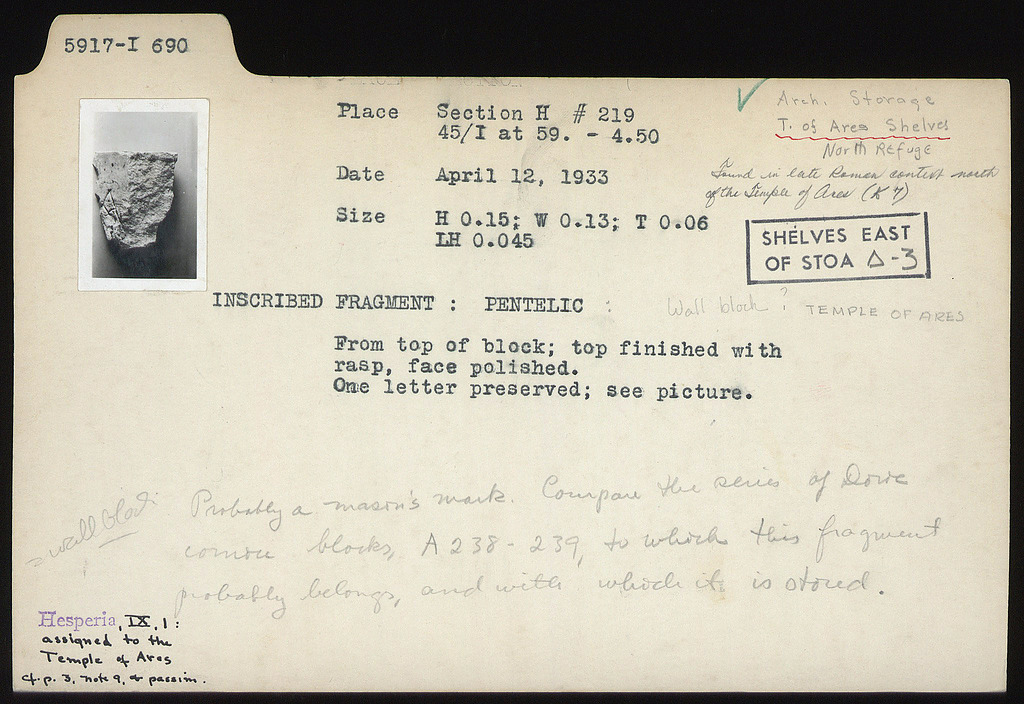 5917-I 690
Place Section H # 219
45/I at 59. - 4.50
Date April 12, 1933
Size H 0.15; W 0.13; T 0.06
LH 0.045
Arch. Storage
T. of Ares Shelves
North Refuge
Found in late Roman context north
of the Temple of Ares (K 7)
SHELVES EAST
OF STOA Δ-3
INSCRIBED FRAGMENT : PENTELIC : Wall block ? TEMPLE OF ARES
From top of block; top finished with
rasp, face polished.
One letter preserved; see picture.
= wall block
Probably a mason's mark. Compare the series of Doric
cornice blocks, A 238 - 239, to which this fragment
probably belongs, and with which it is stored.
Hesperia, IX, 1 :
assigned to the
Temple of Ares
cf. p. 3, note 9, & passim.